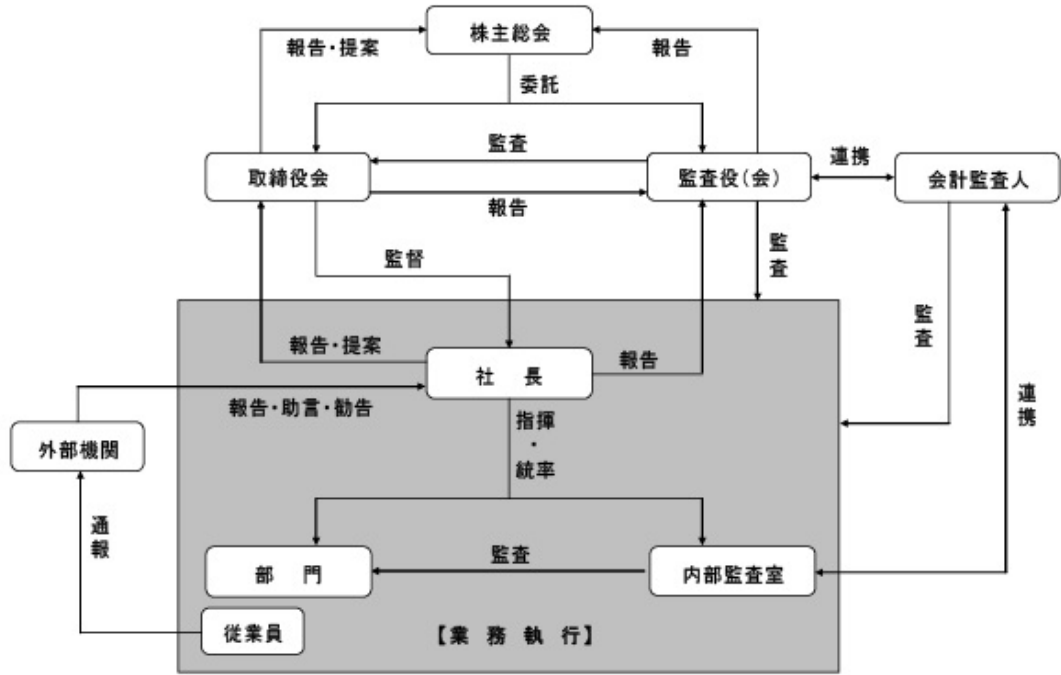 株主総会
報告・提案
報告
委託
監査
取締役会
監査役（会）
連携
会計監査人
報告
監督
監査
監査
報告・提案
社　長
報告
報告・助言・勧告
指揮・統率
連携
外部機関
通報
部　門
監査
内部監査室
従業員
【業 務 執 行】